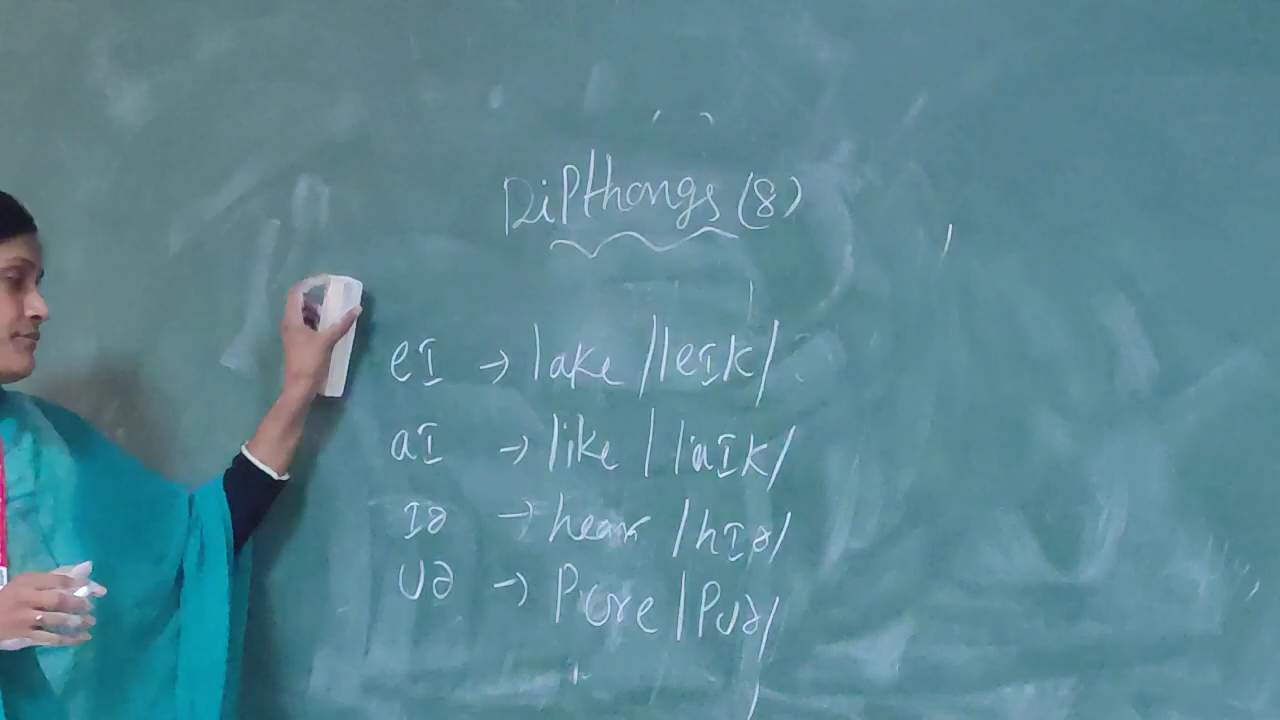 Dipthongs (8)
eɪ → lake /leɪk/
aɪ → like /laɪk/
ɪə → hear /hɪə/
ʊə → Pure /Pʊə/